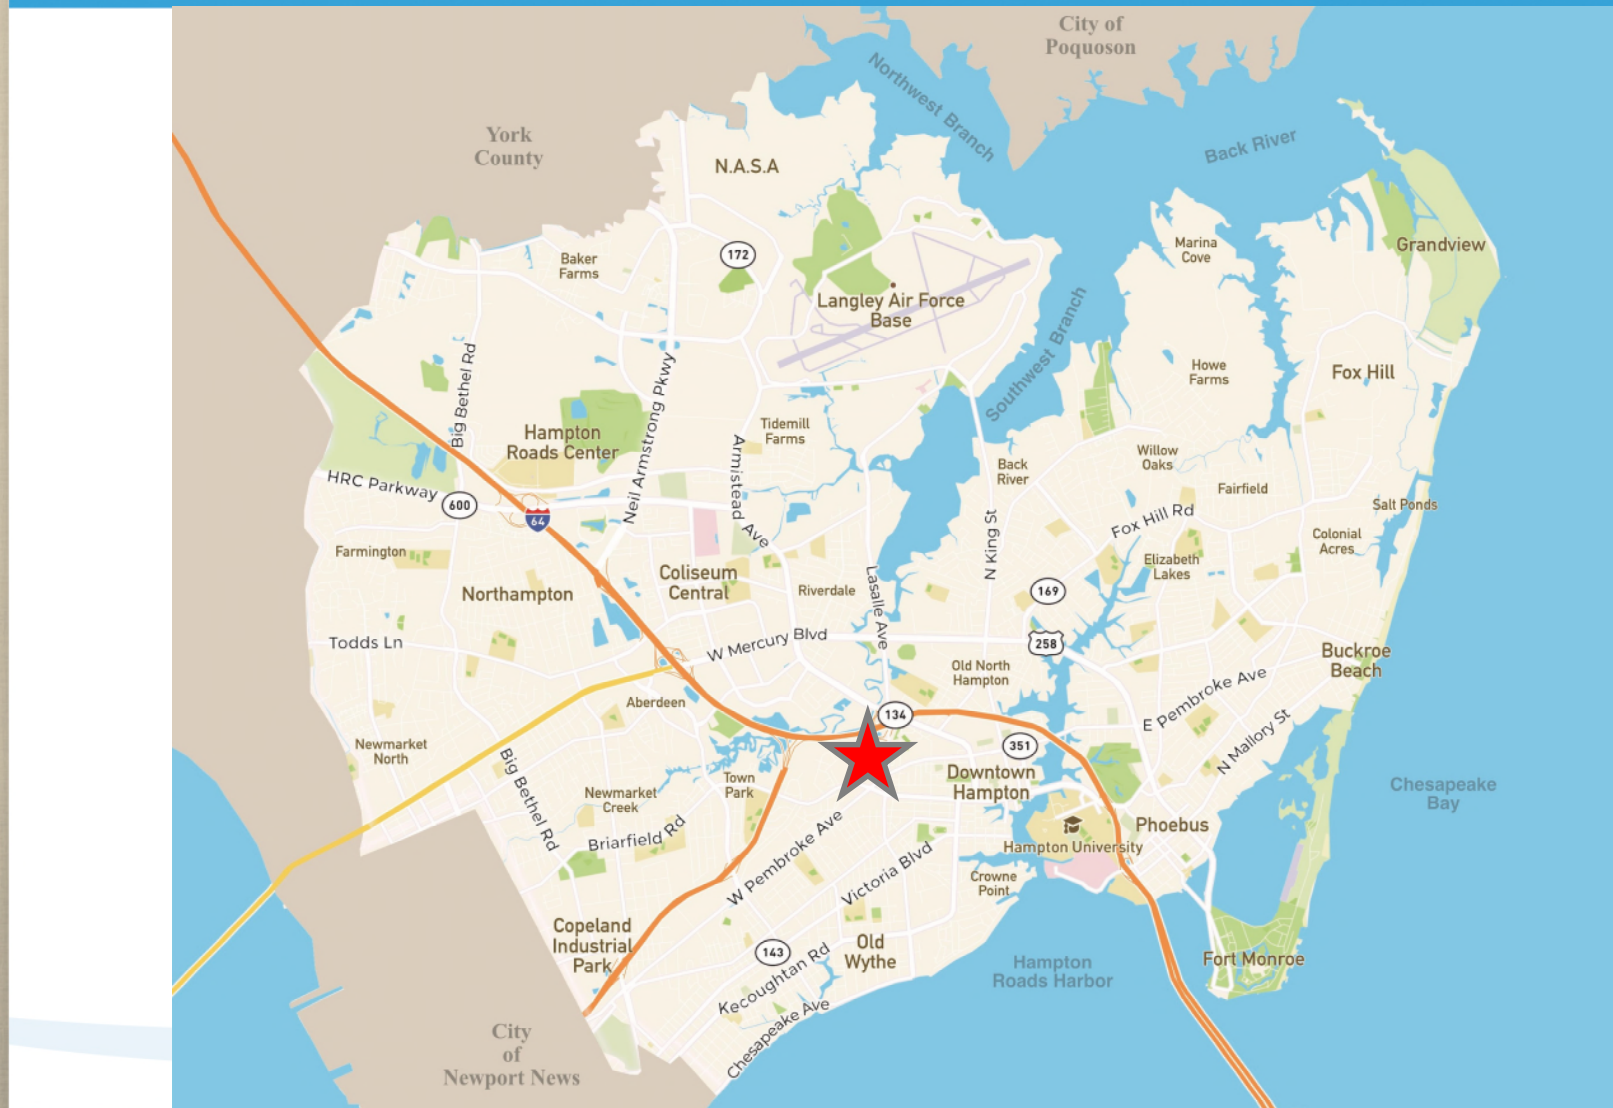 City of
Poquoson
Northwest Branch
York
County
N.A.S.A
Back River
172
Baker
Farms
Marina
Cove
Grandview
Langley Air Force
Base
Southwest Branch
Big Bethel Rd
Neil Armstrong Pkwy
Howe
Farms
Fox Hill
Hampton
Roads Center
Tidemill
Farms
Armistead Ave
Back
River
Willow
Oaks
HRC Parkway
600
64
Fairfield
Salt Ponds
Fox Hill Rd
N King St
Farmington
Colonial
Acres
Elizabeth
Lakes
Northampton
Coliseum
Central
Riverdale
Lasalle Ave
169
Todds Ln
W Mercury Blvd
258
Old North
Hampton
Buckroe
Beach
E Pembroke Ave
Aberdeen
134
N Mallory St
351
Newmarket
North
Big Bethel Rd
Town
Park
Downtown
Hampton
Chesapeake
Bay
Newmarket
Creek
Briarfield Rd
W Pembroke Ave
Phoebus
Hampton University
Victoria Blvd
Crowne
Point
Copeland
Industrial
Park
143
Old
Wythe
Kecoughtan Rd
Hampton
Roads Harbor
Fort Monroe
Chesapeake Ave
City
of
Newport News